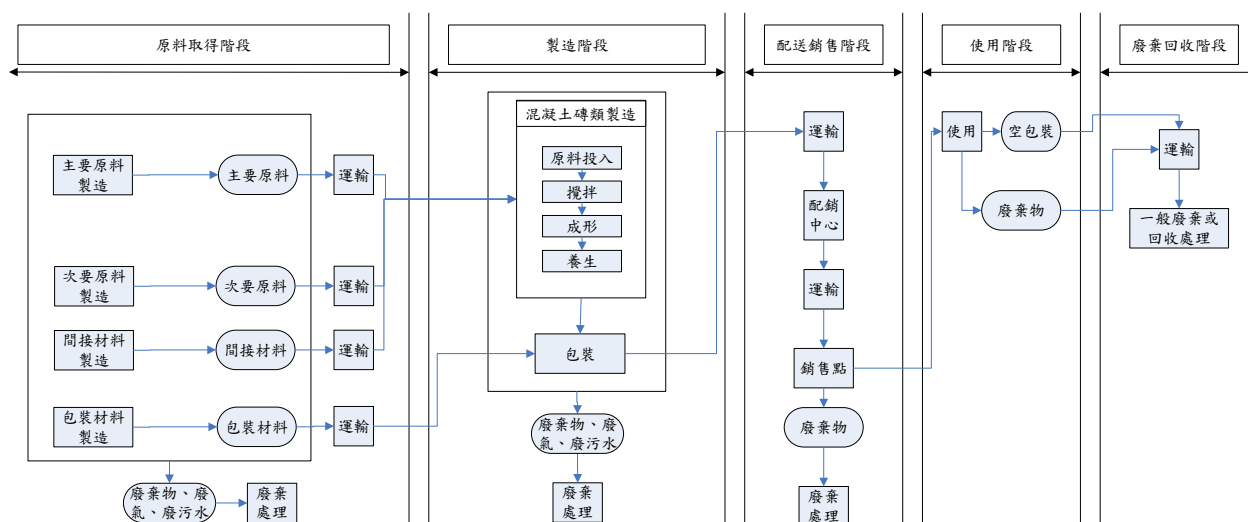 原料取得階段
製造階段
配送銷售階段
使用階段
廢棄回收階段
主要原料
製造
主要原料
運輸
次要原料
製造
次要原料
運輸
間接材料
製造
間接材料
運輸
包裝材料
製造
包裝材料
運輸
廢棄物、廢
氣、廢污水
廢棄
處理
混凝土磚類製造
原料投入
攪拌
成形
養生
包裝
廢棄物、廢
氣、廢污水
廢棄
處理
運輸
配銷
中心
運輸
銷售點
廢棄物
廢棄
處理
使用
空包裝
廢棄物
運輸
一般廢棄或
回收處理